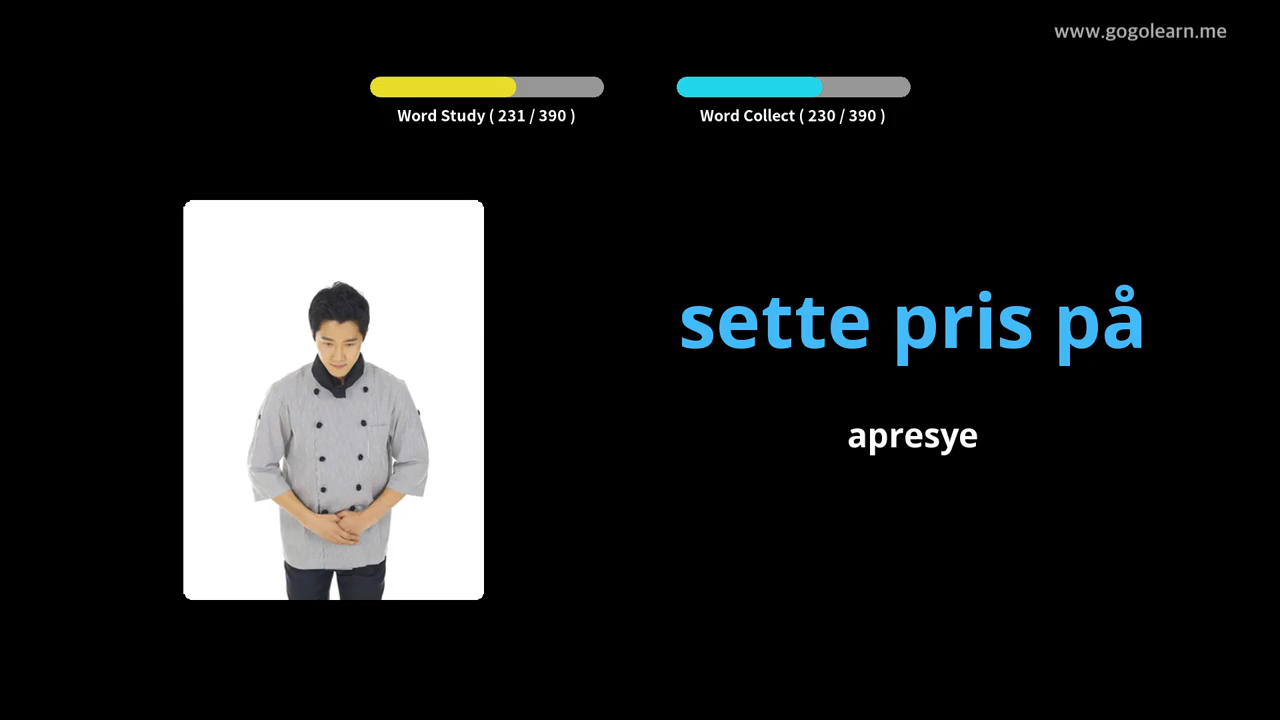 www.gogolearn.me
Word Study ( 231 / 390 )
Word Collect ( 230 / 390 )
sette pris på
apresye